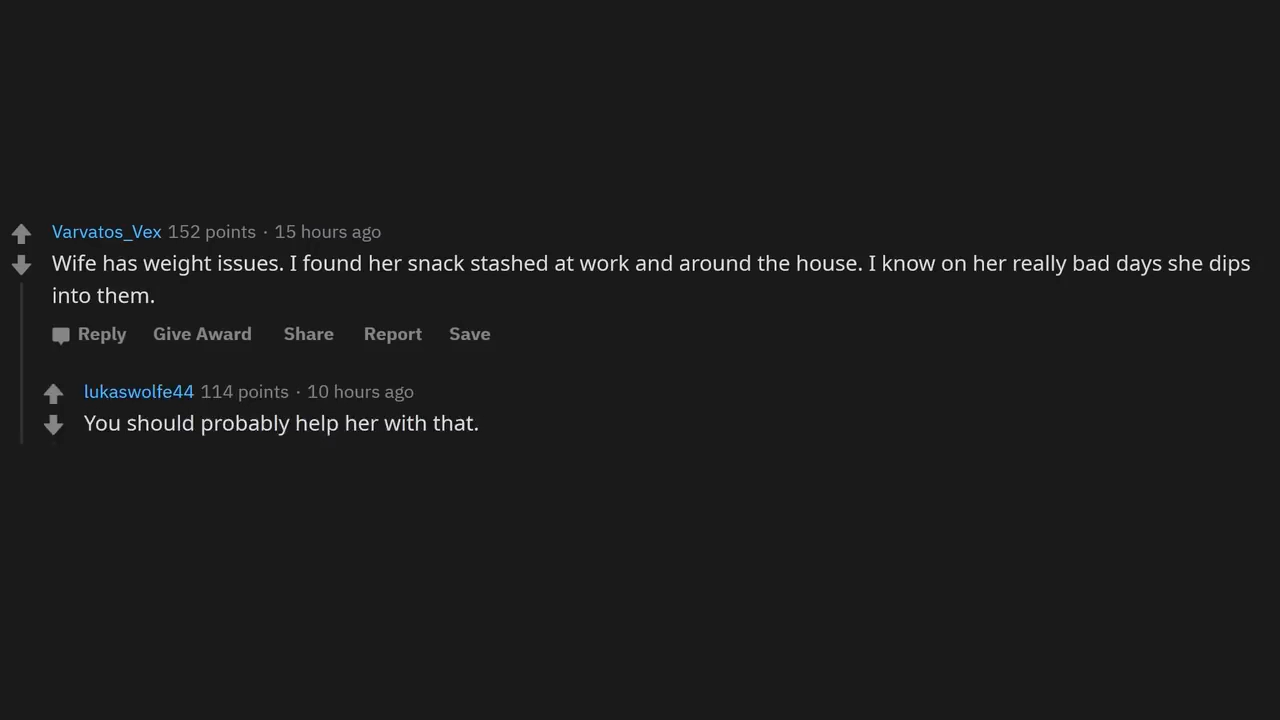 Varvatos_Vex 152 points · 15 hours ago
Wife has weight issues. I found her snack stashed at work and around the house. I know on her really bad days she dips
into them.
Reply Give Award Share Report Save
lukaswolfe44 114 points · 10 hours ago
You should probably help her with that.